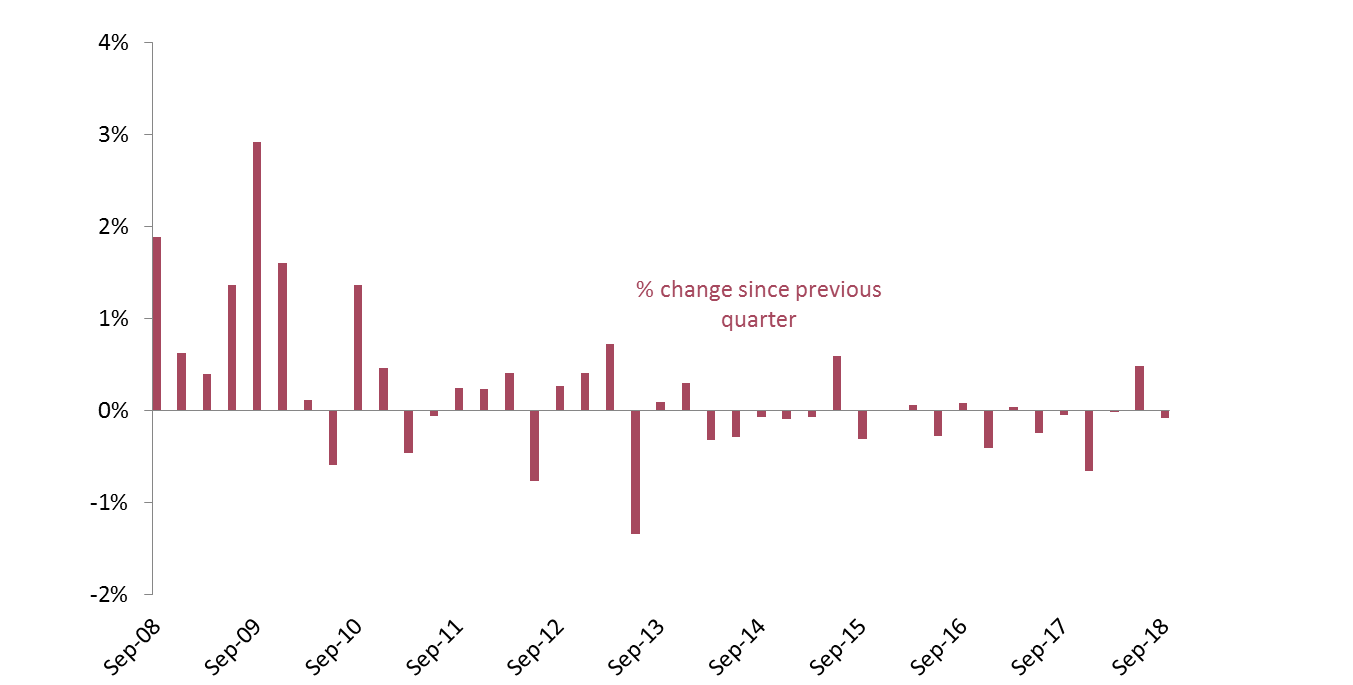 4%
3%
2%
1%
0%
-1%
-2%
% change since previous
quarter
Sep-08
Sep-09
Sep-10
Sep-11
Sep-12
Sep-13
Sep-14
Sep-15
Sep-16
Sep-17
Sep-18